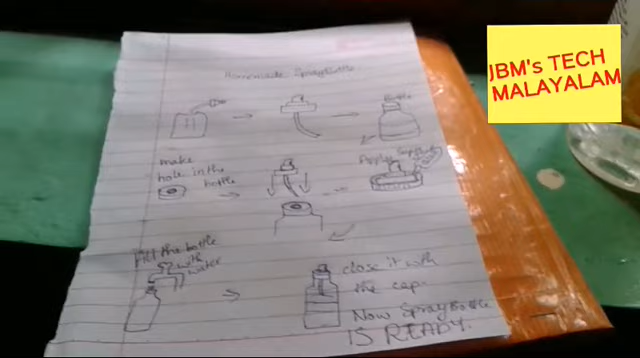 JBM's TECH
MALAYALAM
Homemade SprayBottle
Bottle
make
hole in the
bottle
Apply
Fill the bottle
with
water
close it with
the cap.
Now SprayBottle
IS READY.